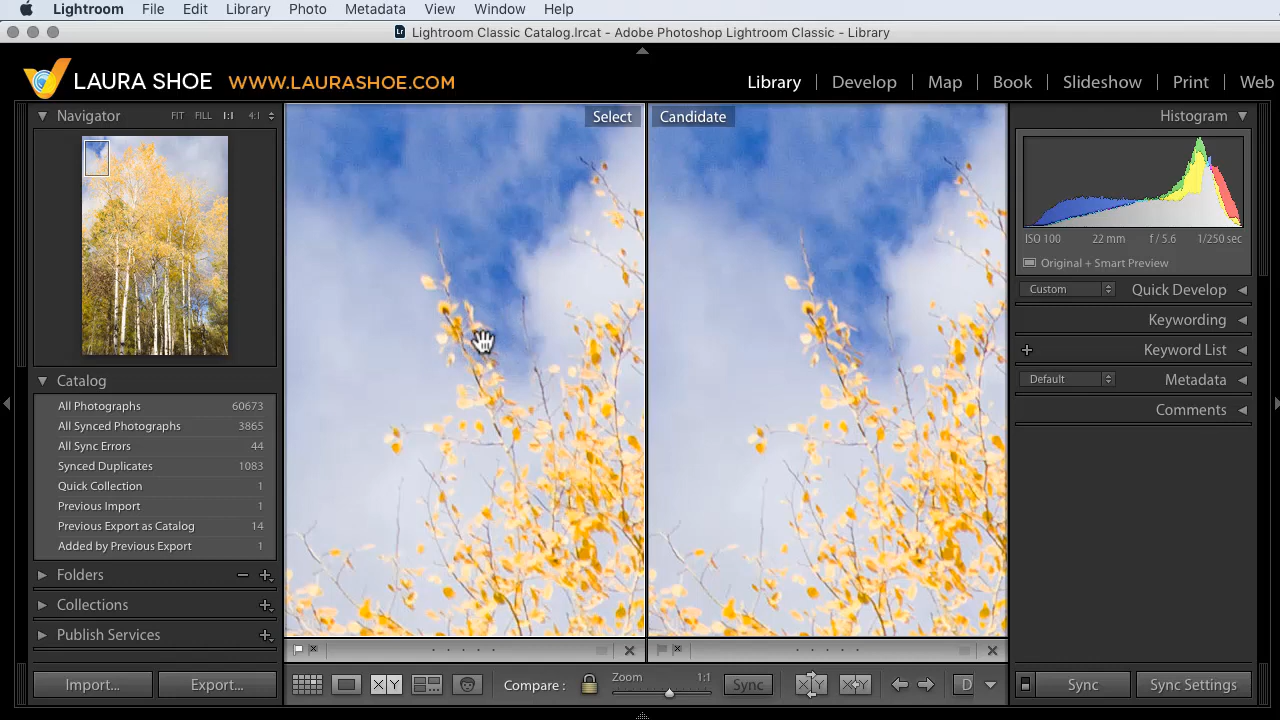 Lightroom File Edit Library Photo Metadata View Window Help
Lr Lightroom Classic Catalog.lrcat - Adobe Photoshop Lightroom Classic - Library
LAURA SHOE WWW.LAURASHOE.COM
Library | Develop | Map | Book | Slideshow | Print | Web
Navigator FIT FILL 1:1 4:1
Select
Candidate
Histogram
ISO 100 22 mm f / 5.6 1/250 sec
Original + Smart Preview
Custom Quick Develop
Keywording
+ Keyword List
Default Metadata
Comments
Catalog
All Photographs 60673
All Synced Photographs 3865
All Sync Errors 44
Synced Duplicates 1083
Quick Collection 1
Previous Import 1
Previous Export as Catalog 14
Added by Previous Export 1
Folders
Collections
Publish Services
Import... Export...
XY Compare : Zoom 1:1 Sync XY XY D
Sync Sync Settings